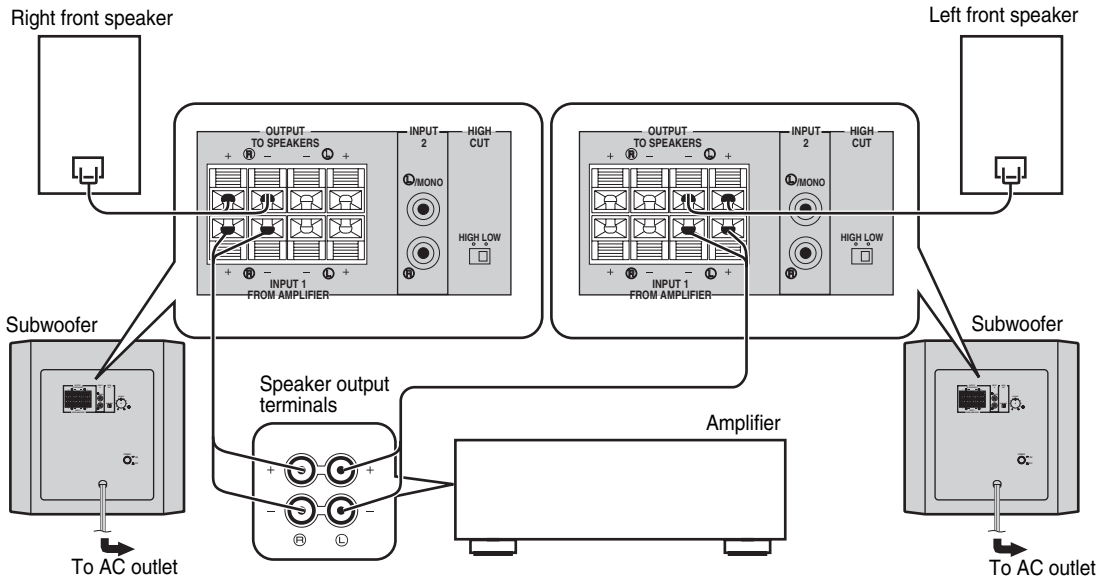 Right front speaker
Left front speaker
OUTPUT
TO SPEAKERS
+ Ⓡ − − Ⓛ +
INPUT
2
HIGH
CUT
Ⓛ/MONO
Ⓡ
HIGH LOW
+ Ⓡ − − Ⓛ +
INPUT 1
FROM AMPLIFIER
OUTPUT
TO SPEAKERS
+ Ⓡ − − Ⓛ +
INPUT
2
HIGH
CUT
Ⓛ/MONO
Ⓡ
HIGH LOW
+ Ⓡ − − Ⓛ +
INPUT 1
FROM AMPLIFIER
Subwoofer
Subwoofer
Speaker output
terminals
Amplifier
+ +
− −
Ⓡ Ⓛ
To AC outlet
To AC outlet